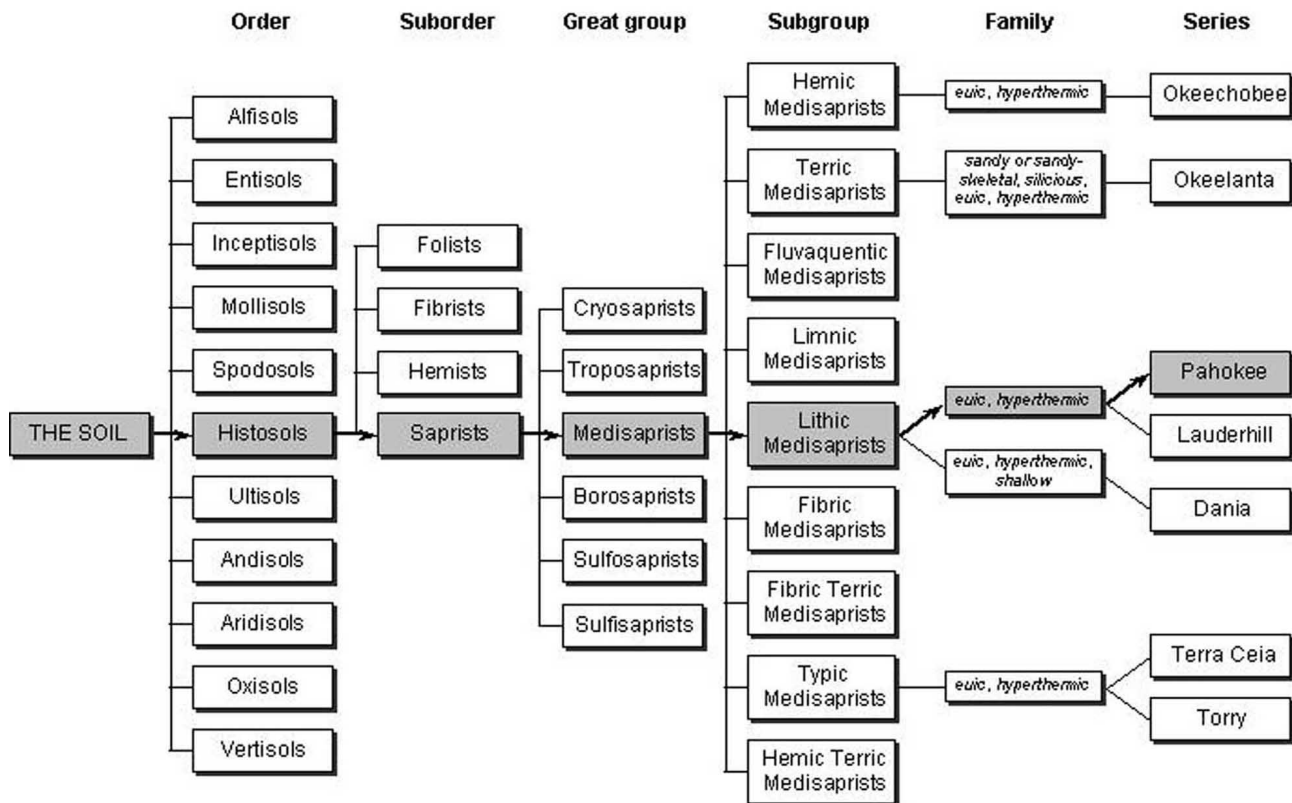 Order
Suborder
Great group
Subgroup
Family
Series
THE SOIL
Alfisols
Entisols
Inceptisols
Mollisols
Spodosols
Histosols
Ultisols
Andisols
Aridisols
Oxisols
Vertisols
Folists
Fibrists
Hemists
Saprists
Cryosaprists
Troposaprists
Medisaprists
Borosaprists
Sulfosaprists
Sulfisaprists
Hemic
Medisaprists
Terric
Medisaprists
Fluvaquentic
Medisaprists
Limnic
Medisaprists
Lithic
Medisaprists
Fibric
Medisaprists
Fibric Terric
Medisaprists
Typic
Medisaprists
Hemic Terric
Medisaprists
euic, hyperthermic
sandy or sandy-
skeletal, silicious,
euic, hyperthermic
euic, hyperthermic
euic, hyperthermic,
shallow
euic, hyperthermic
Okeechobee
Okeelanta
Pahokee
Lauderhill
Dania
Terra Ceia
Torry